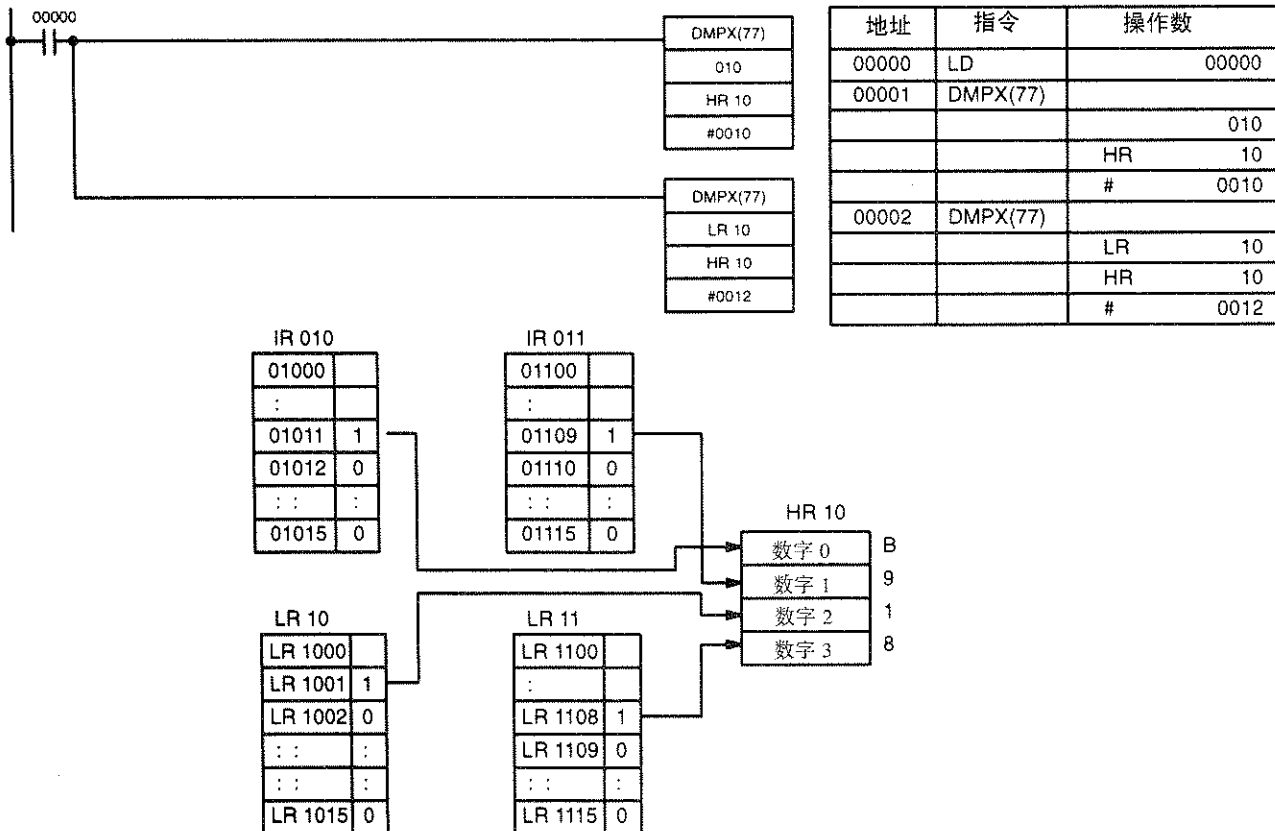 00000
DMPX(77)
010
HR 10
#0010
DMPX(77)
LR 10
HR 10
#0012
地址 指令 操作数
00000 LD 00000
00001 DMPX(77)
010
HR 10
# 0010
00002 DMPX(77)
LR 10
HR 10
# 0012
IR 010
01000
:
01011 1
01012 0
: : :
01015 0
IR 011
01100
:
01109 1
01110 0
: : :
01115 0
HR 10
数字 0 B
数字 1 9
数字 2 1
数字 3 8
LR 10
LR 1000
LR 1001 1
LR 1002 0
: : :
: : :
LR 1015 0
LR 11
LR 1100
:
LR 1108 1
LR 1109 0
: : :
LR 1115 0